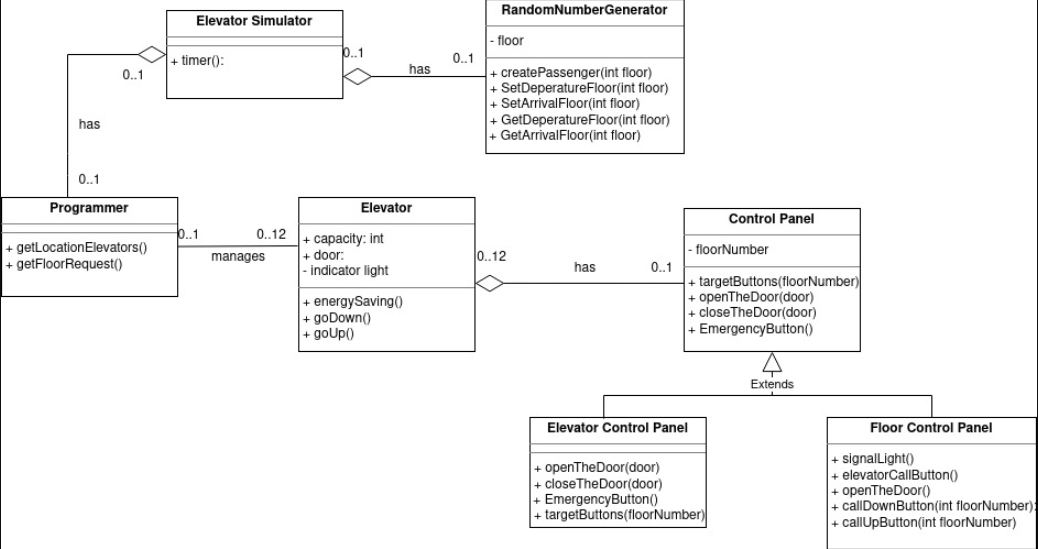 Elevator Simulator
+ timer():
0..1
has
0..1
0..1
has
0..1
RandomNumberGenerator
- floor
+ createPassenger(int floor)
+ SetDeperatureFloor(int floor)
+ SetArrivalFloor(int floor)
+ GetDeperatureFloor(int floor)
+ GetArrivalFloor(int floor)
Programmer
+ getLocationElevators()
+ getFloorRequest()
0..1
manages
0..12
Elevator
+ capacity: int
+ door:
- indicator light
+ energySaving()
+ goDown()
+ goUp()
0..12
has
0..1
Control Panel
- floorNumber
+ targetButtons(floorNumber)
+ openTheDoor(door)
+ closeTheDoor(door)
+ EmergencyButton()
Extends
Elevator Control Panel
+ openTheDoor(door)
+ closeTheDoor(door)
+ EmergencyButton()
+ targetButtons(floorNumber)
Floor Control Panel
+ signalLight()
+ elevatorCallButton()
+ openTheDoor()
+ callDownButton(int floorNumber):
+ callUpButton(int floorNumber)